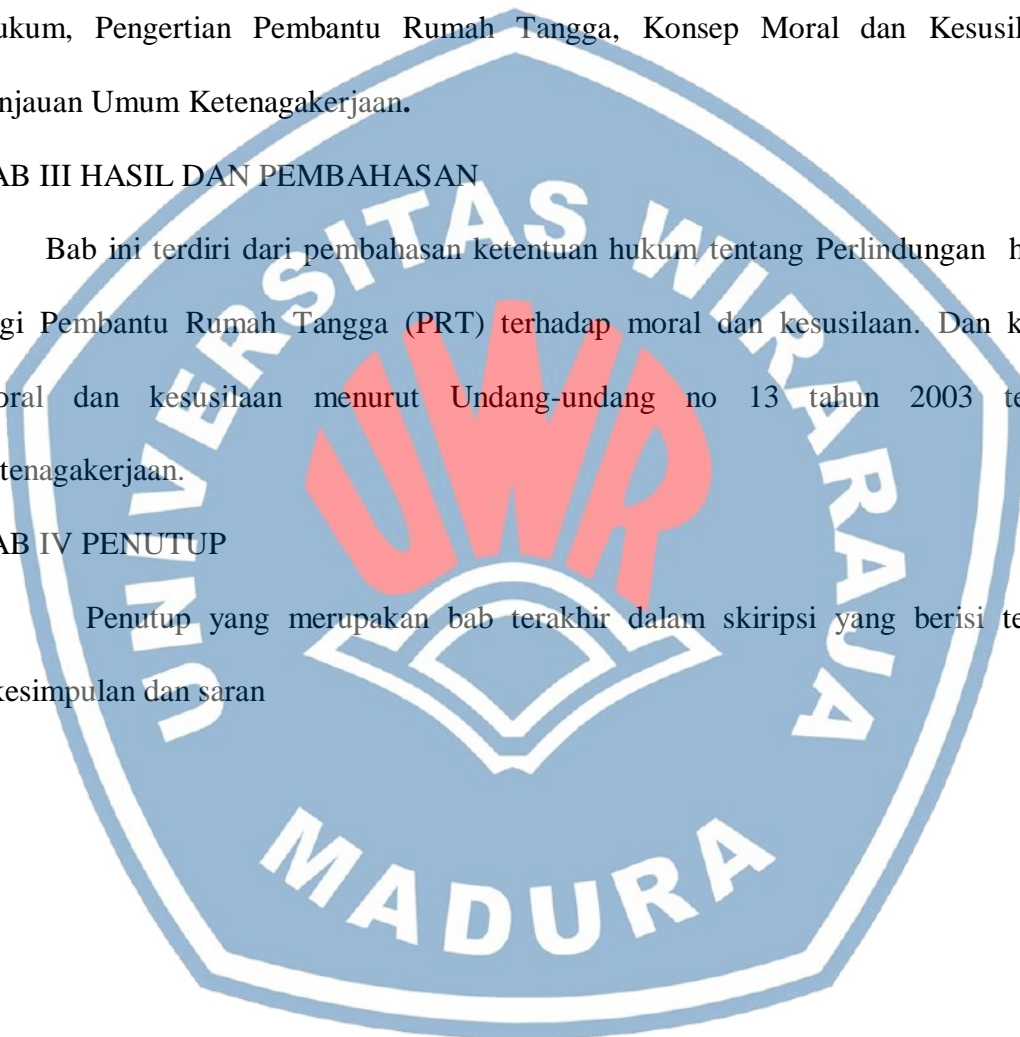 ukum, Pengertian Pembantu Rumah Tangga, Konsep Moral dan Kesusil
njauan Umum Ketenagakerjaan.
AB III HASIL DAN PEMBAHASAN
Bab ini terdiri dari pembahasan ketentuan hukum tentang Perlindungan h
gi Pembantu Rumah Tangga (PRT) terhadap moral dan kesusilaan. Dan k
oral dan kesusilaan menurut Undang-undang no 13 tahun 2003 te
tenagakerjaan.
AB IV PENUTUP
Penutup yang merupakan bab terakhir dalam skiripsi yang berisi te
kesimpulan dan saran
UNIVERSITAS WIRARAJA
UWR
MADURA